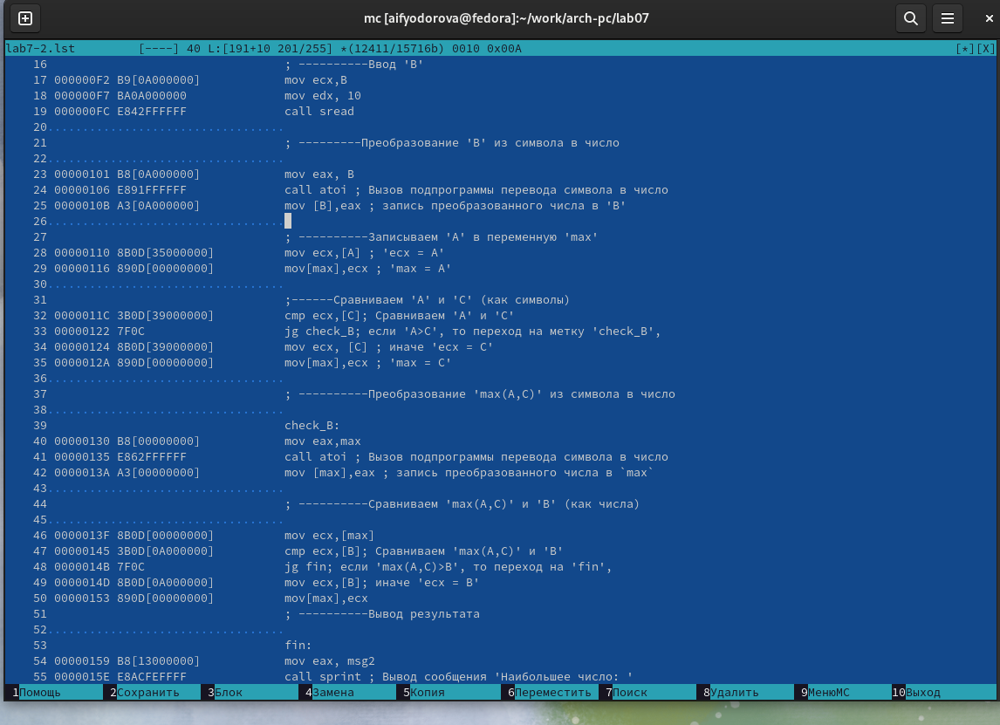 mc [aifyodorova@fedora]:~/work/arch-pc/lab07
lab7-2.lst [----] 40 L:[191+10 201/255] *(12411/15716b) 0010 0x00A [*][X]
16 ; ----------Ввод 'B'
17 000000F2 B9[0A000000] mov ecx,B
18 000000F7 BA0A000000 mov edx, 10
19 000000FC E842FFFFFF call sread
20.................................
21 ; ---------Преобразование 'B' из символа в число
22.................................
23 00000101 B8[0A000000] mov eax, B
24 00000106 E891FFFFFF call atoi ; Вызов подпрограммы перевода символа в число
25 0000010B A3[0A000000] mov [B],eax ; запись преобразованного числа в 'B'
26.................................
27 ; ----------Записываем 'A' в переменную 'max'
28 00000110 8B0D[35000000] mov ecx,[A] ; 'ecx = A'
29 00000116 890D[00000000] mov[max],ecx ; 'max = A'
30.................................
31 ;------Сравниваем 'A' и 'C' (как символы)
32 0000011C 3B0D[39000000] cmp ecx,[C]; Сравниваем 'A' и 'C'
33 00000122 7F0C jg check_B; если 'A>C', то переход на метку 'check_B',
34 00000124 8B0D[39000000] mov ecx, [C] ; иначе 'ecx = C'
35 0000012A 890D[00000000] mov[max],ecx ; 'max = C'
36.................................
37 ; ----------Преобразование 'max(A,C)' из символа в число
38.................................
39 check_B:
40 00000130 B8[00000000] mov eax,max
41 00000135 E862FFFFFF call atoi ; Вызов подпрограммы перевода символа в число
42 0000013A A3[00000000] mov [max],eax ; запись преобразованного числа в `max`
43.................................
44 ; ----------Сравниваем 'max(A,C)' и 'B' (как числа)
45.................................
46 0000013F 8B0D[00000000] mov ecx,[max]
47 00000145 3B0D[0A000000] cmp ecx,[B]; Сравниваем 'max(A,C)' и 'B'
48 0000014B 7F0C jg fin; если 'max(A,C)>B', то переход на 'fin',
49 0000014D 8B0D[0A000000] mov ecx,[B]; иначе 'ecx = B'
50 00000153 890D[00000000] mov[max],ecx
51 ; ----------Вывод результата
52.................................
53 fin:
54 00000159 B8[13000000] mov eax, msg2
55 0000015E E8ACFEFFFF call sprint ; Вывод сообщения 'Наибольшее число: '
1Помощь 2Сохранить 3Блок 4Замена 5Копия 6Переместить 7Поиск 8Удалить 9МенюМС 10Выход